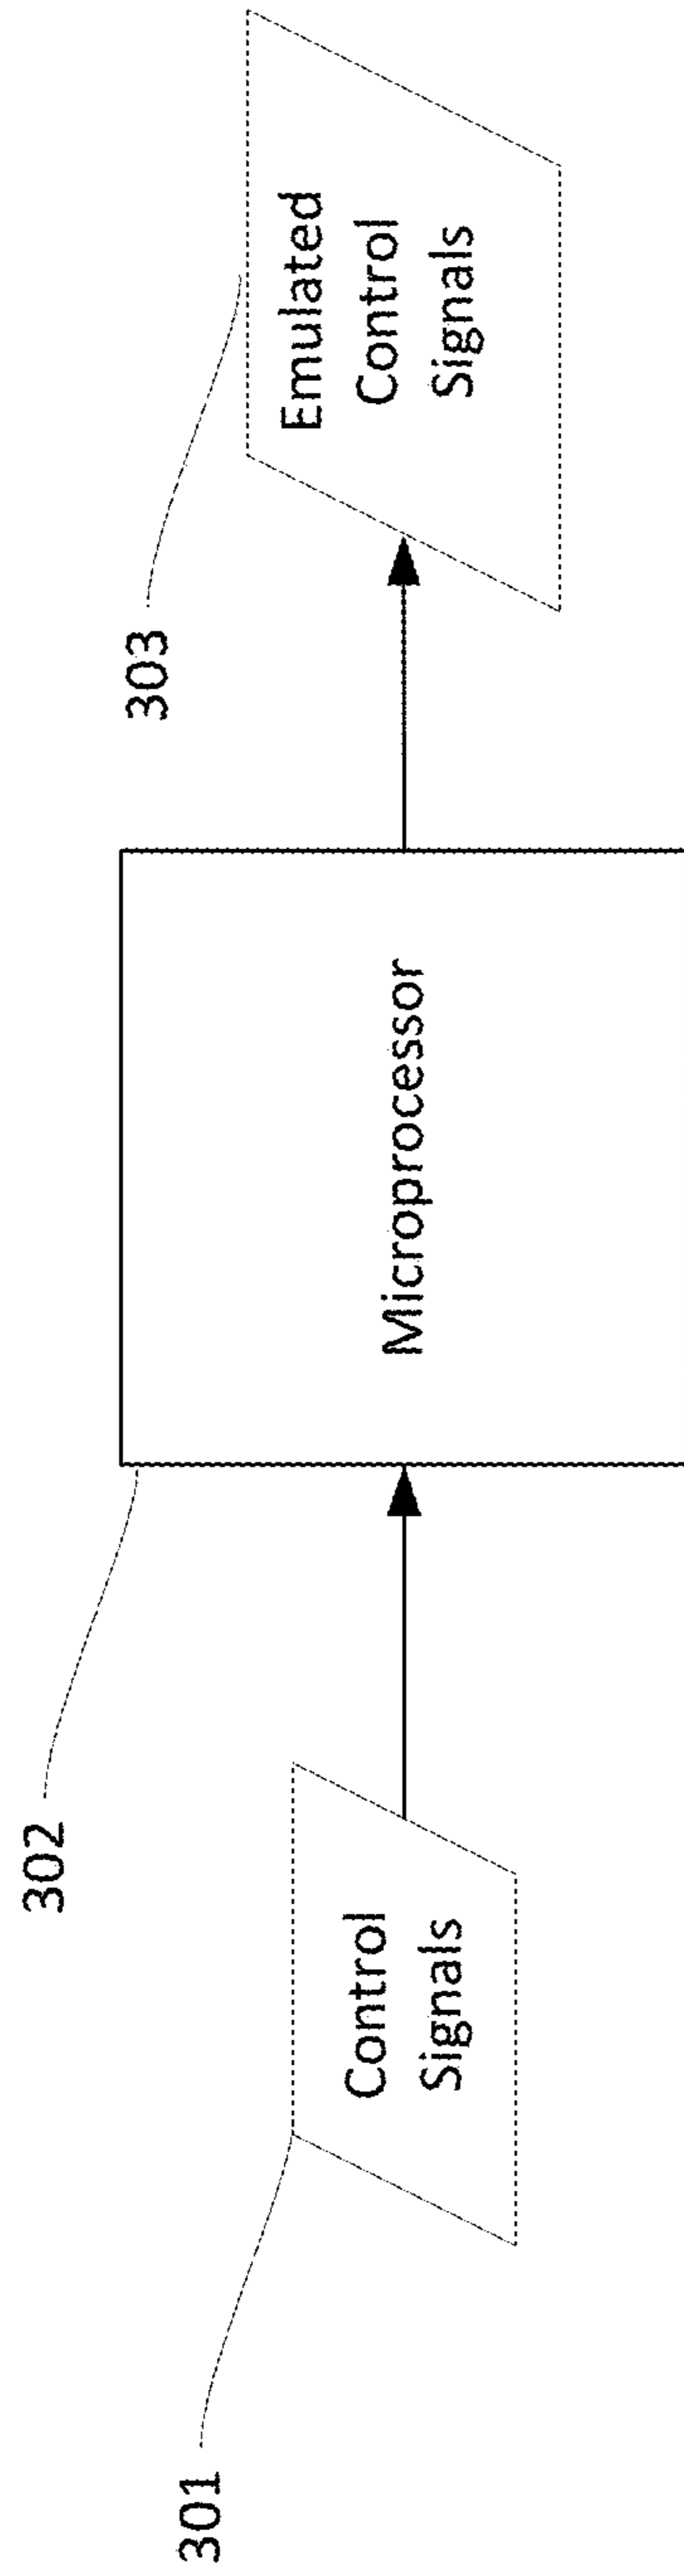 301
Control
Signals
302
Microprocessor
303
Emulated
Control
Signals